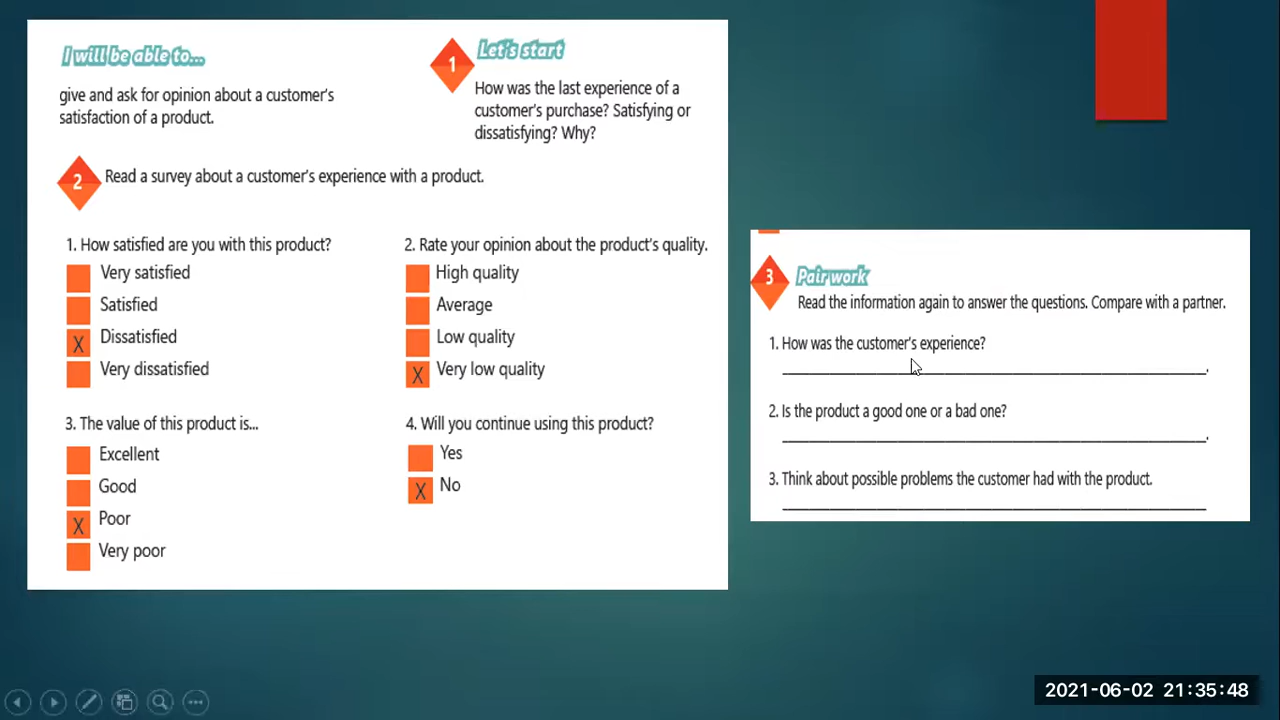 I will be able to...
give and ask for opinion about a customer's
satisfaction of a product.
1
Let's start
How was the last experience of a
customer's purchase? Satisfying or
dissatisfying? Why?
2
Read a survey about a customer's experience with a product.
1. How satisfied are you with this product?
Very satisfied
Satisfied
X Dissatisfied
Very dissatisfied
2. Rate your opinion about the product's quality.
High quality
Average
Low quality
X Very low quality
3. The value of this product is...
Excellent
Good
X Poor
Very poor
4. Will you continue using this product?
Yes
X No
3
Pair work
Read the information again to answer the questions. Compare with a partner.
1. How was the customer's experience?
2. Is the product a good one or a bad one?
3. Think about possible problems the customer had with the product.
2021-06-02 21:35:48